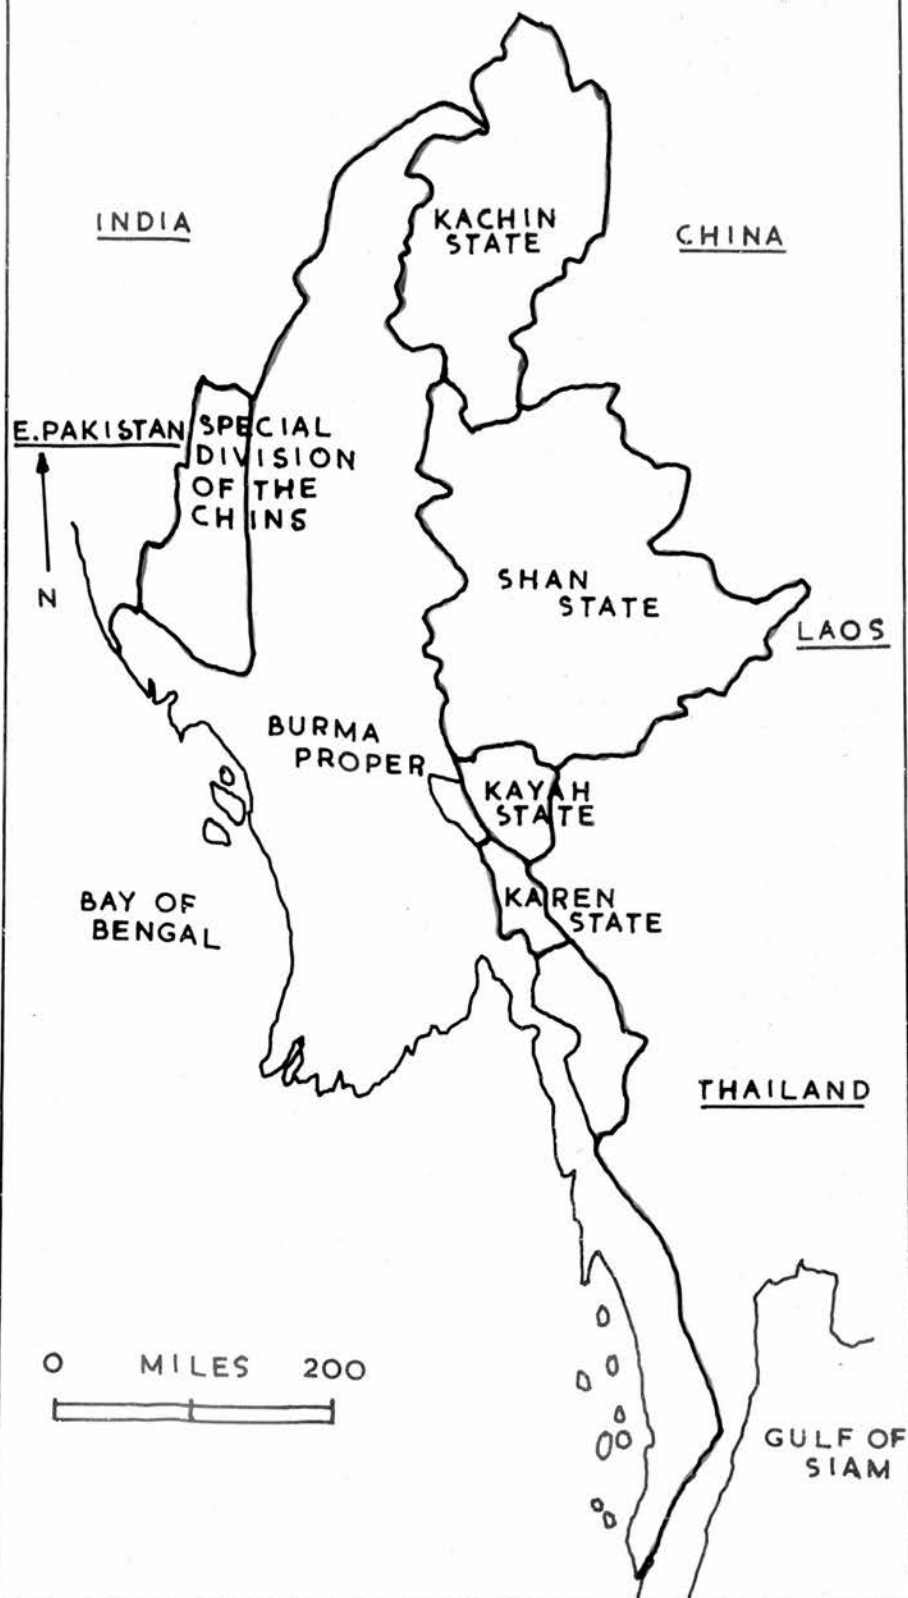 INDIA
KACHIN
STATE
CHINA
E.PAKISTAN
SPECIAL
DIVISION
OF THE
CHINS
N
SHAN
STATE
LAOS
BURMA
PROPER
KAYAH
STATE
BAY OF
BENGAL
KAREN
STATE
THAILAND
0 MILES 200
GULF OF
SIAM